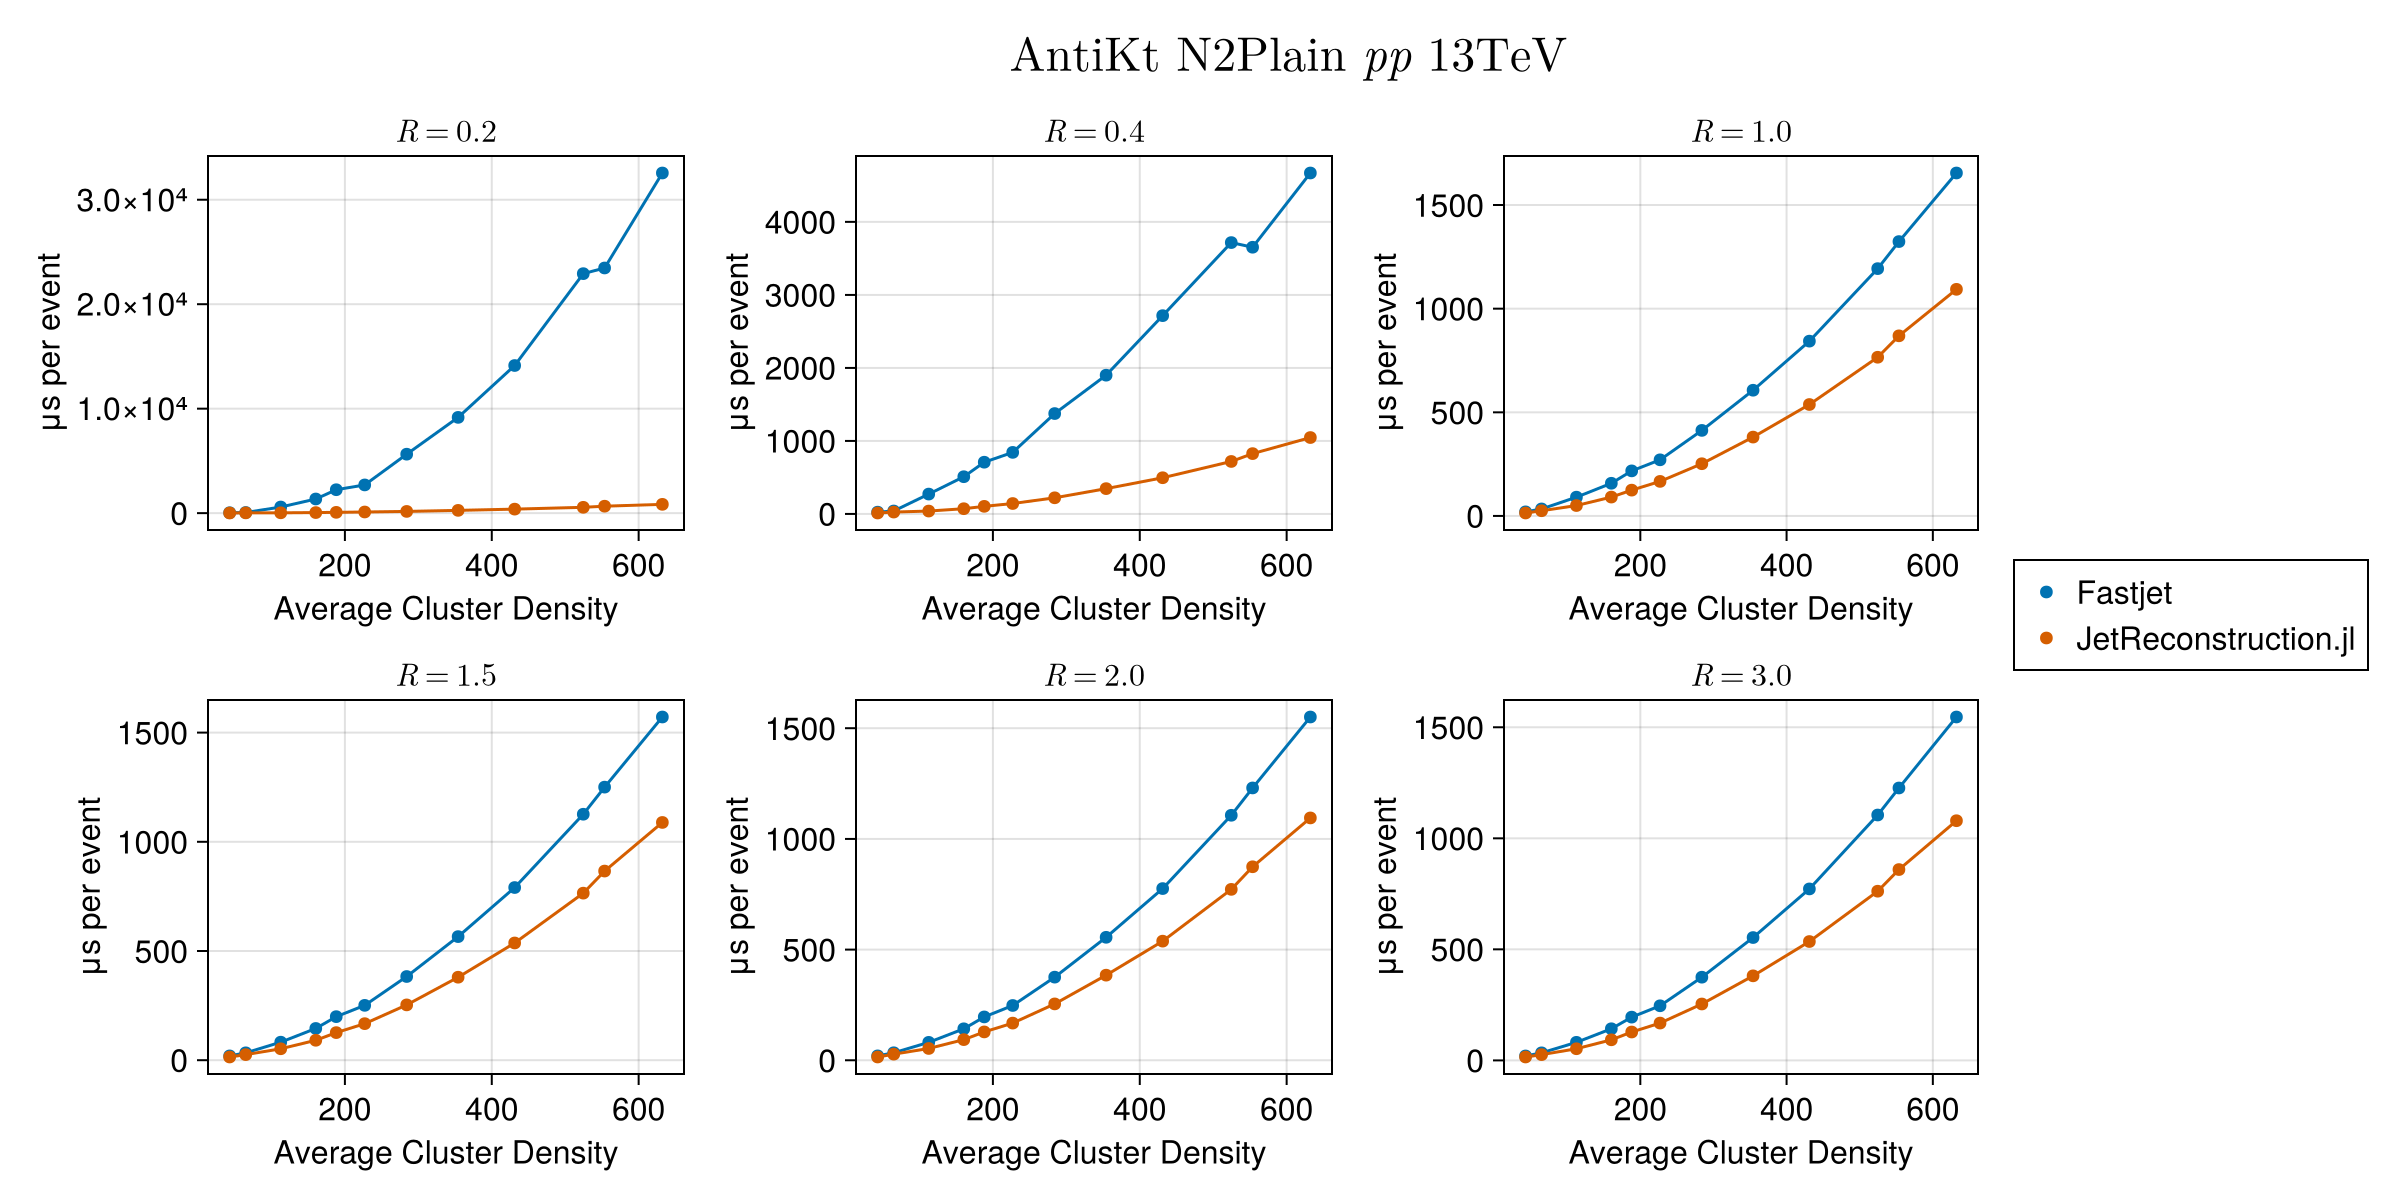 AntiKt N2Plain pp 13TeV
R = 0.2
µs per event
3.0×10⁴
2.0×10⁴
1.0×10⁴
0
200 400 600
Average Cluster Density
R = 0.4
µs per event
4000
3000
2000
1000
0
200 400 600
Average Cluster Density
R = 1.0
µs per event
1500
1000
500
0
200 400 600
Average Cluster Density
Fastjet
JetReconstruction.jl
R = 1.5
µs per event
1500
1000
500
0
200 400 600
Average Cluster Density
R = 2.0
µs per event
1500
1000
500
0
200 400 600
Average Cluster Density
R = 3.0
µs per event
1500
1000
500
0
200 400 600
Average Cluster Density